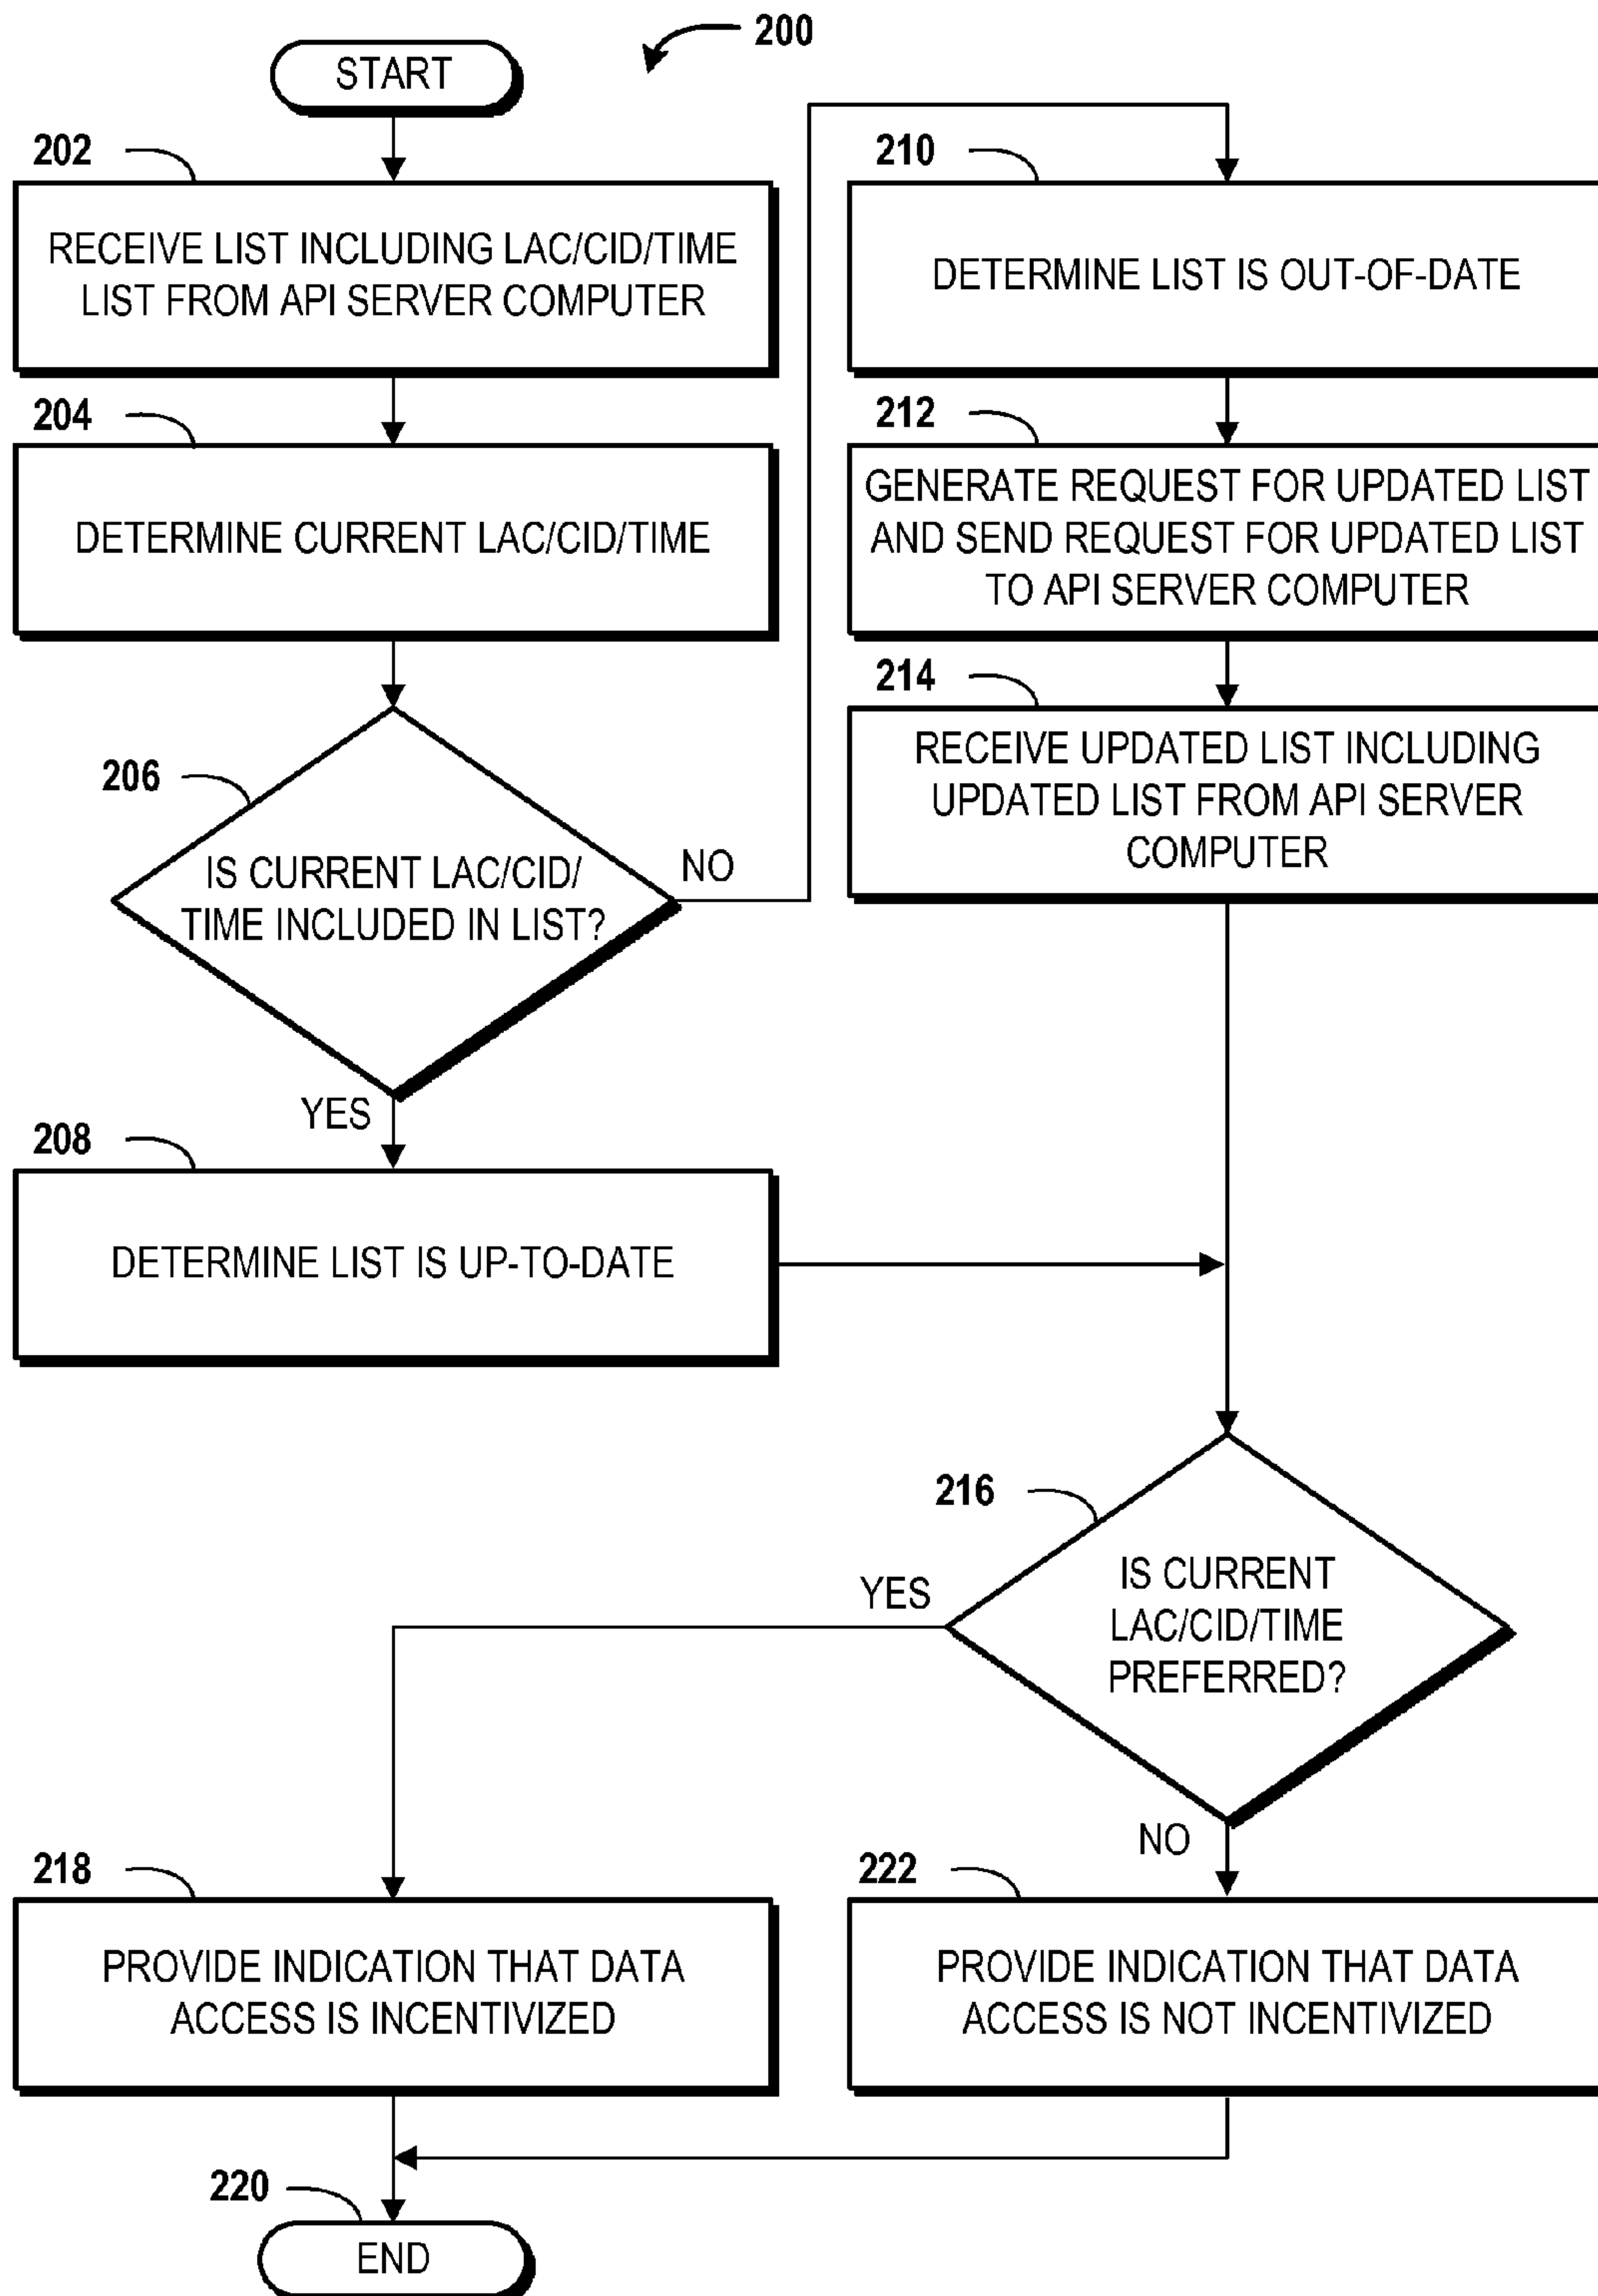 200
START
202
RECEIVE LIST INCLUDING LAC/CID/TIME
LIST FROM API SERVER COMPUTER
204
DETERMINE CURRENT LAC/CID/TIME
206
IS CURRENT LAC/CID/
TIME INCLUDED IN LIST?
NO
YES
208
DETERMINE LIST IS UP-TO-DATE
210
DETERMINE LIST IS OUT-OF-DATE
212
GENERATE REQUEST FOR UPDATED LIST
AND SEND REQUEST FOR UPDATED LIST
TO API SERVER COMPUTER
214
RECEIVE UPDATED LIST INCLUDING
UPDATED LIST FROM API SERVER
COMPUTER
216
IS CURRENT
LAC/CID/TIME
PREFERRED?
YES
NO
218
PROVIDE INDICATION THAT DATA
ACCESS IS INCENTIVIZED
222
PROVIDE INDICATION THAT DATA
ACCESS IS NOT INCENTIVIZED
220
END